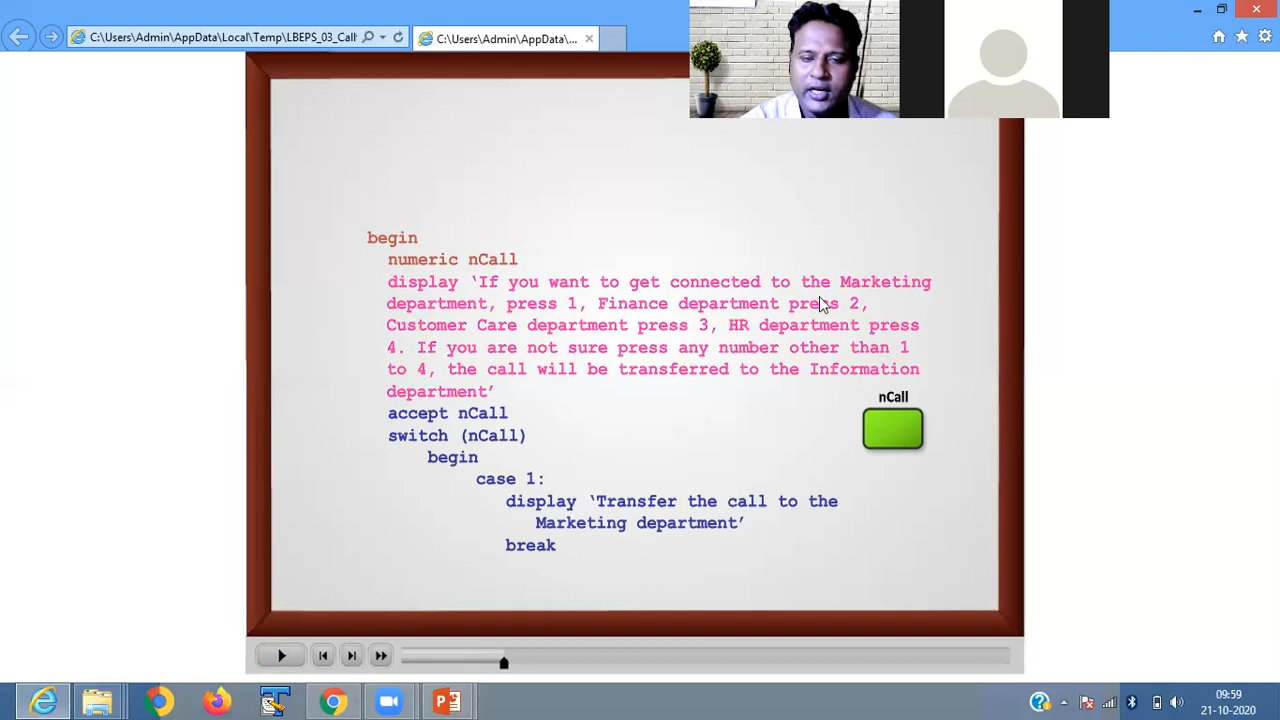 C:\Users\Admin\AppData\Local\Temp\LBEPS_03_Call
C:\Users\Admin\AppData\...
begin
numeric nCall
display ‘If you want to get connected to the Marketing
department, press 1, Finance department press 2,
Customer Care department press 3, HR department press
4. If you are not sure press any number other than 1
to 4, the call will be transferred to the Information
department’
accept nCall
nCall
switch (nCall)
begin
case 1:
display ‘Transfer the call to the
Marketing department’
break
09:59
21-10-2020